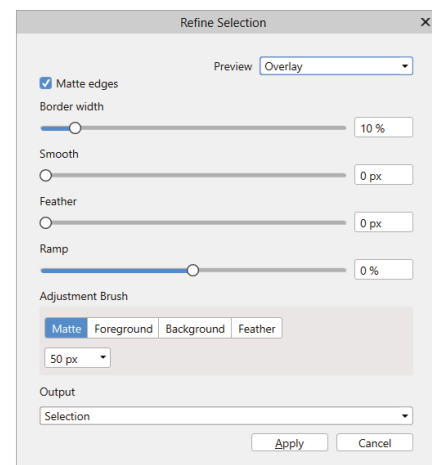 Refine Selection
Preview Overlay
Matte edges
Border width
10 %
Smooth
0 px
Feather
0 px
Ramp
0 %
Adjustment Brush
Matte Foreground Background Feather
50 px
Output
Selection
Apply Cancel